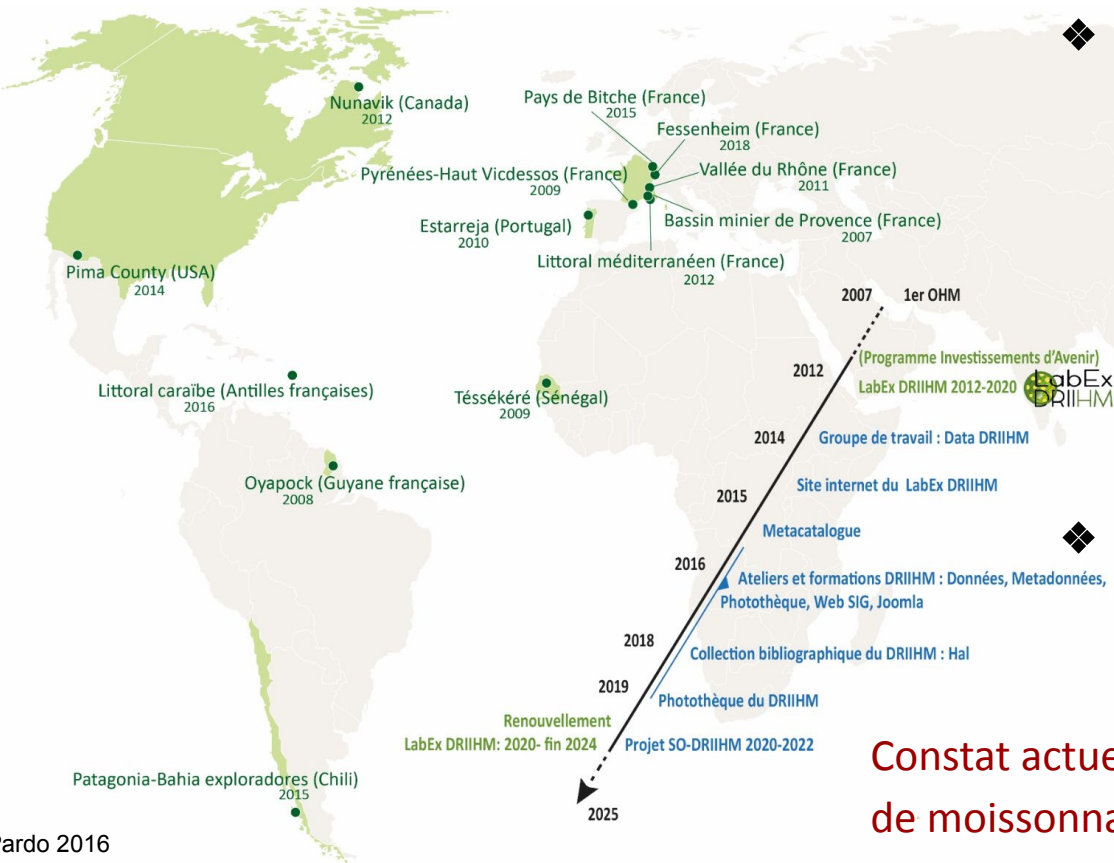 Nunavik (Canada)
2012
Pays de Bitche (France)
2015
Fessenheim (France)
2018
Pyrénées-Haut Vicdessos (France)
2009
Vallée du Rhône (France)
2011
Estarreja (Portugal)
2010
Bassin minier de Provence (France)
2007
Littoral méditerranéen (France)
2012
Pima County (USA)
2014
Littoral caraïbe (Antilles françaises)
2016
Téssékéré (Sénégal)
2009
Oyapock (Guyane française)
2008
Patagonia-Bahia exploradores (Chili)
2015
2007 1er OHM
(Programme Investissements d'Avenir)
2012
LabEx DRIIHM 2012-2020
LabEx
DRIIHM
2014
Groupe de travail : Data DRIIHM
Site internet du LabEx DRIIHM
2015
Metacatalogue
2016
Ateliers et formations DRIIHM : Données, Metadonnées,
Photothèque, Web SIG, Joomla
2018
Collection bibliographique du DRIIHM : Hal
2019
Photothèque du DRIIHM
Renouvellement
LabEx DRIIHM: 2020- fin 2024
Projet SO-DRIIHM 2020-2022
2025
Constat actue
de moissonna
Pardo 2016